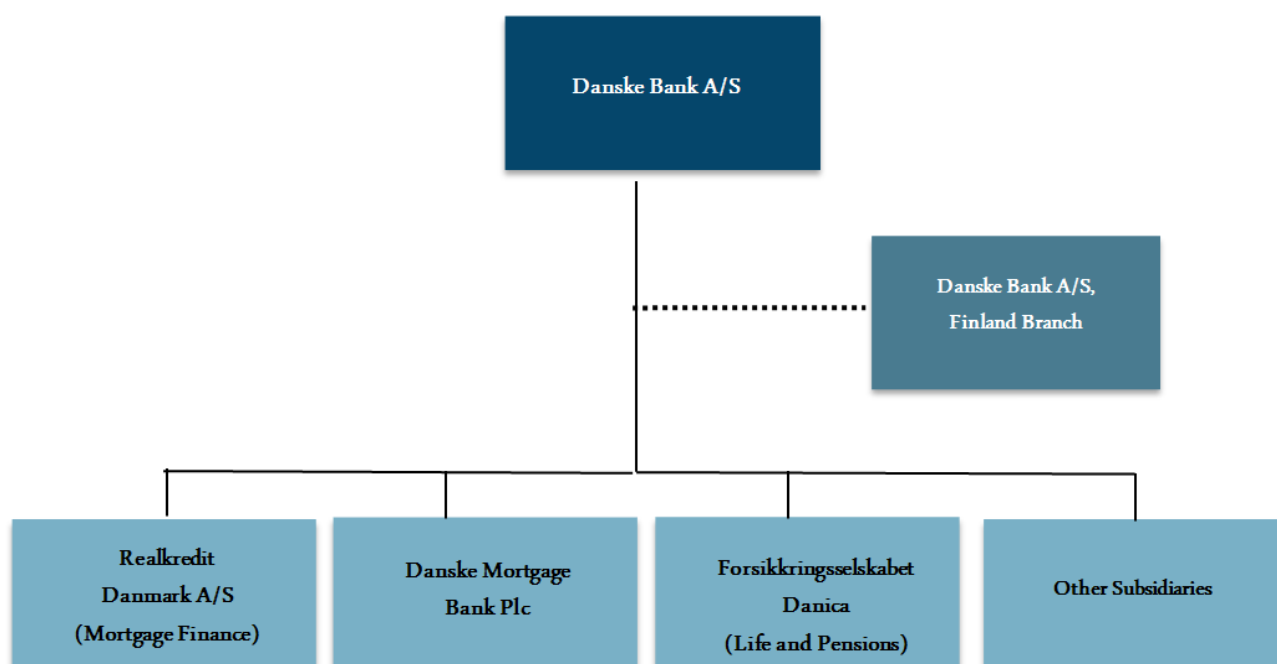 Danske Bank A/S
Danske Bank A/S,
Finland Branch
Realkredit
Danmark A/S
(Mortgage Finance)
Danske Mortgage
Bank Plc
Forsikkringsselskabet
Danica
(Life and Pensions)
Other Subsidiaries